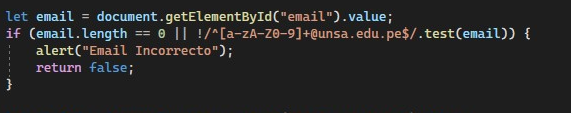 let email = document.getElementById("email").value;
if (email.length == 0 || !/^[a-zA-Z0-9]+@unsa.edu.pe$/.test(email)) {
    alert("Email Incorrecto");
    return false;
}